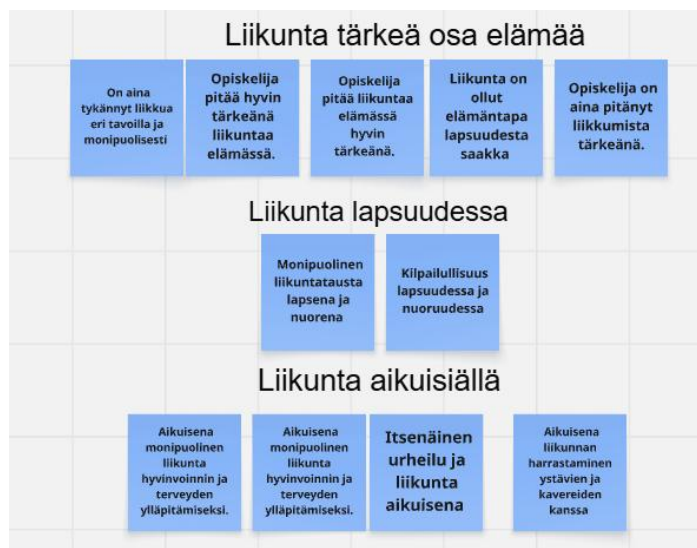 Liikunta tärkeä osa elämää
On aina
tykännyt liikkua
eri tavoilla ja
monipuolisesti
Opiskelija
pitää hyvin
tärkeänä
liikuntaa
elämässä.
Opiskelija
pitää liikuntaa
elämässä
hyvin
tärkeänä.
Liikunta on
ollut
elämäntapa
lapsuudesta
saakka
Opiskelija on
aina pitänyt
liikkumista
tärkeänä.
Liikunta lapsuudessa
Monipuolinen
liikuntatausta
lapsena ja
nuorena
Kilpailullisuus
lapsuudessa ja
nuoruudessa
Liikunta aikuisiällä
Aikuisena
monipuolinen
liikunta
hyvinvoinnin ja
terveyden
ylläpitämiseksi.
Aikuisena
monipuolinen
liikunta
hyvinvoinnin ja
terveyden
ylläpitämiseksi.
Itsenäinen
urheilu ja
liikunta
aikuisena
Aikuisena
liikunnan
harrastaminen
ystävien ja
kavereiden
kanssa